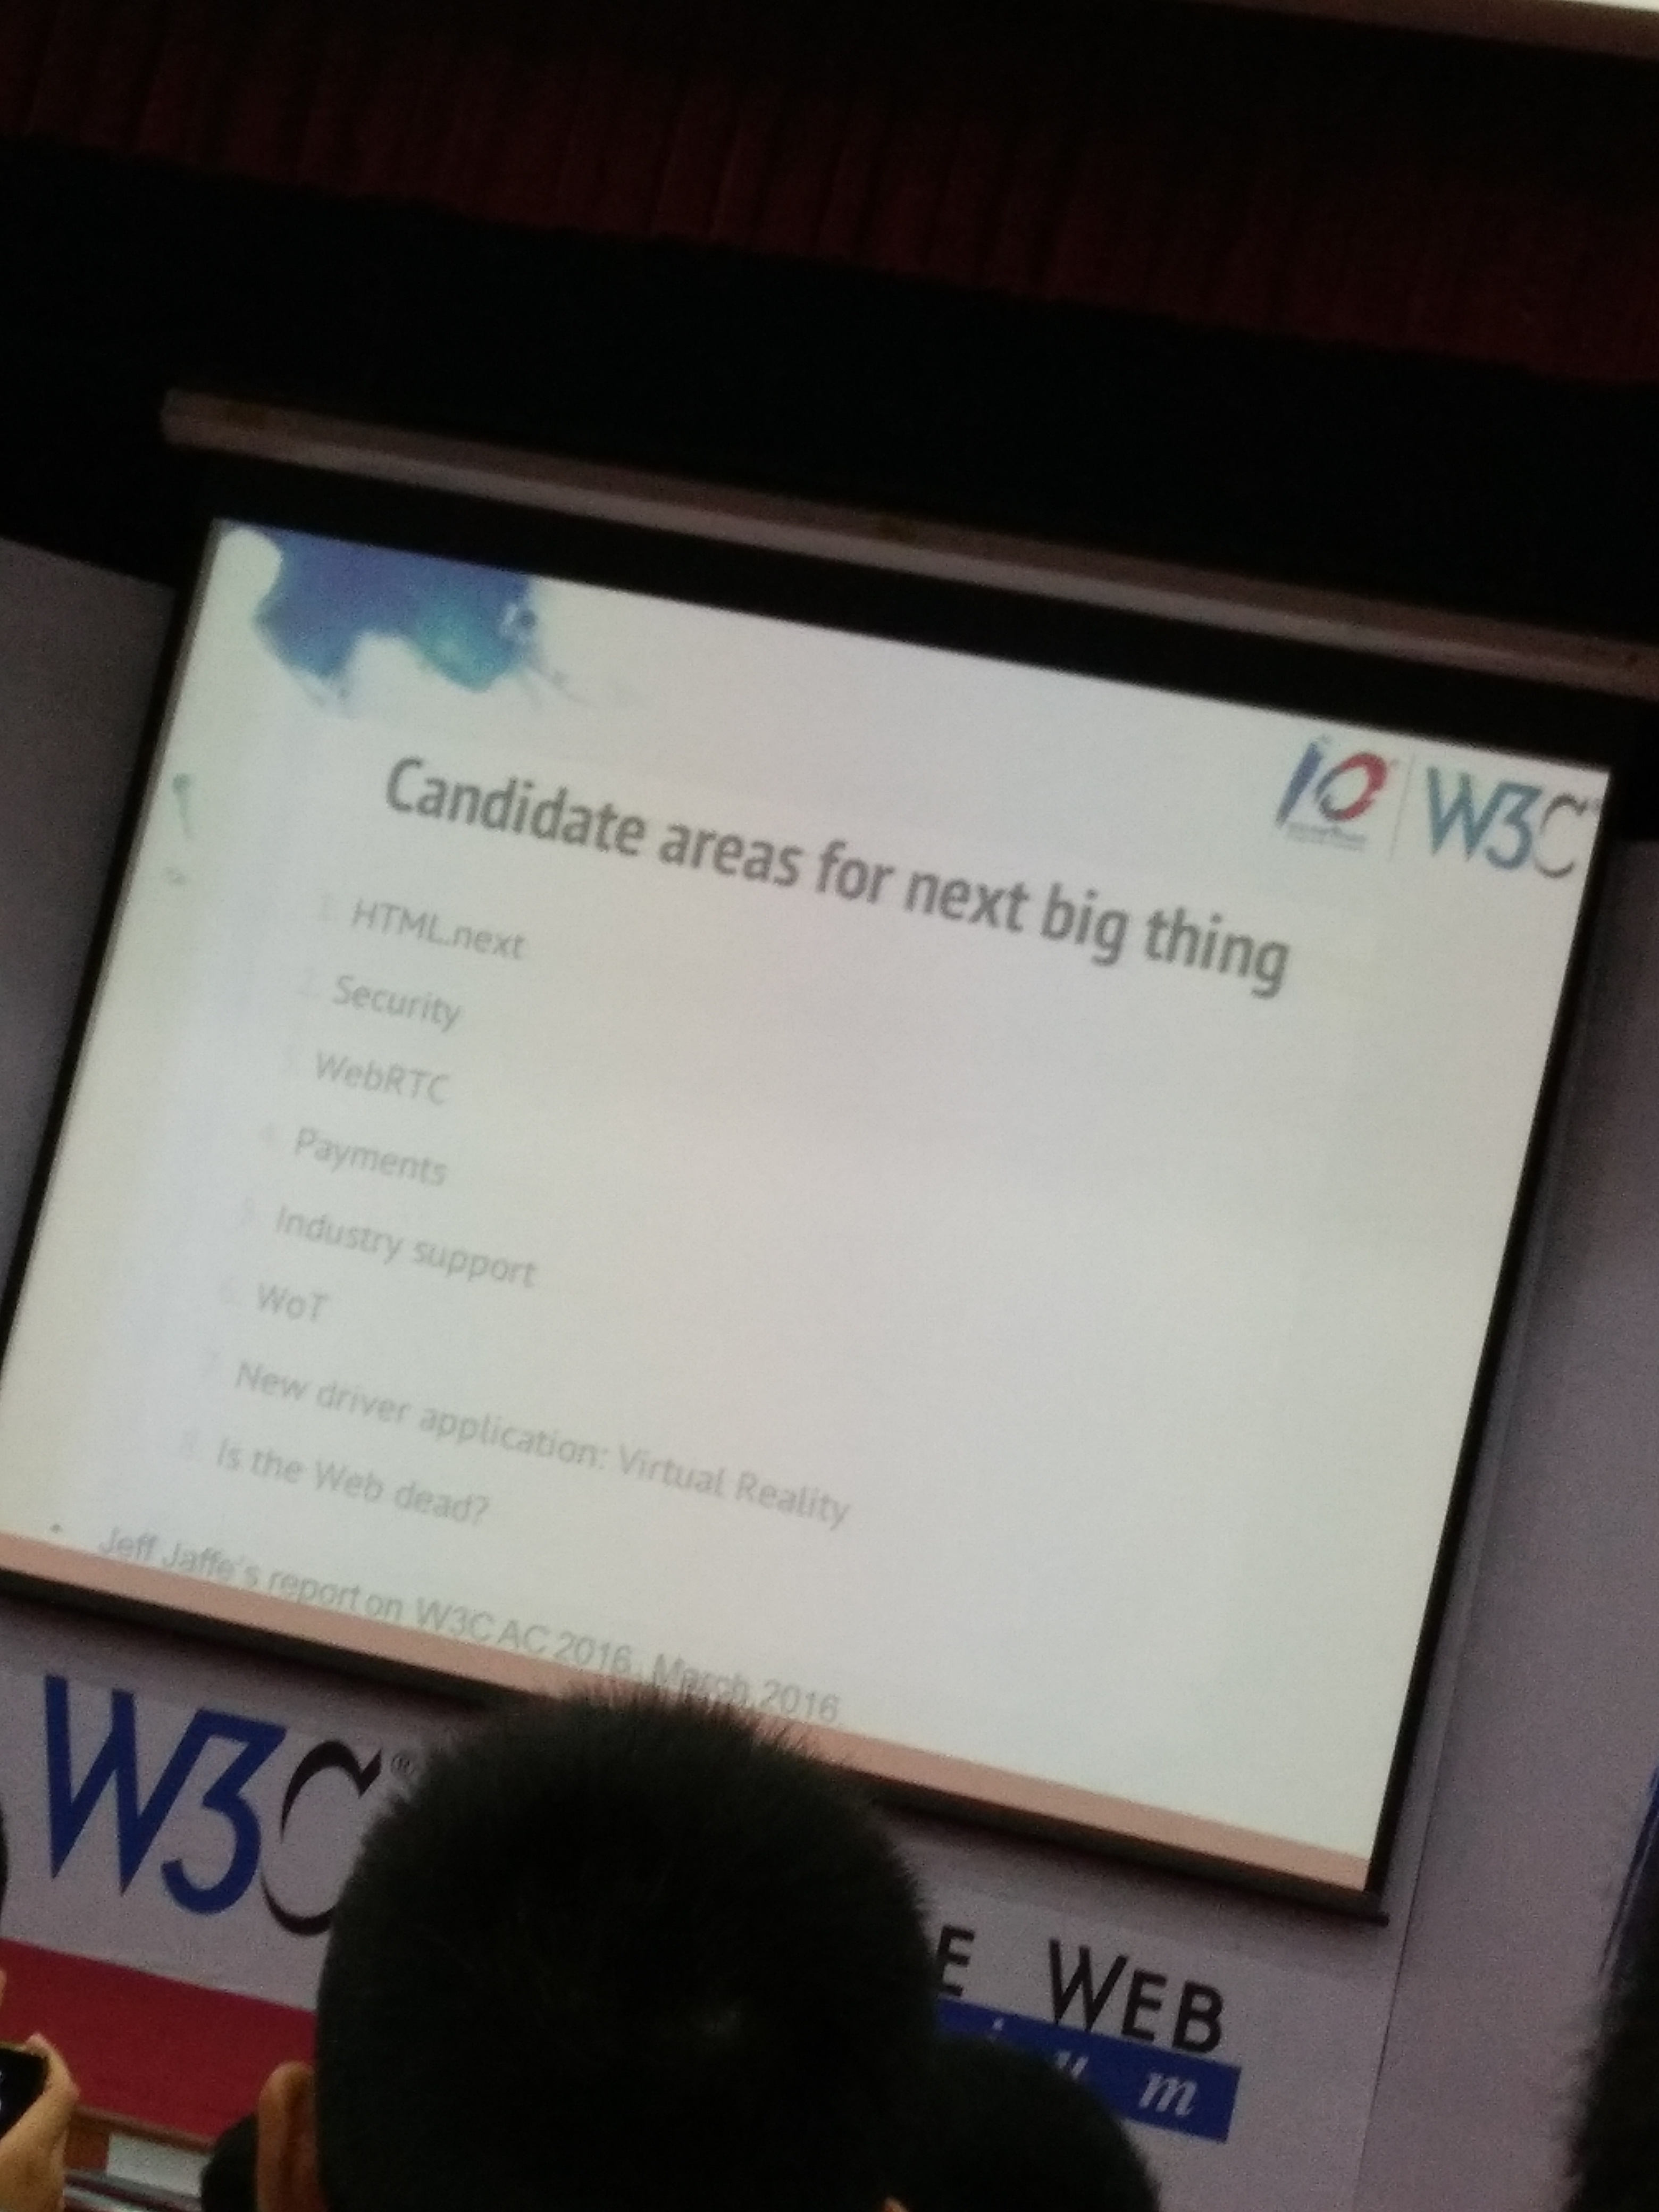 10 W3C
Candidate areas for next big thing
1. HTML.next
2. Security
3. WebRTC
4. Payments
5. Industry support
6. WoT
7. New driver application: Virtual Reality
8. Is the Web dead?
• Jeff Jaffe's report on W3C AC 2016, March 2016
W3C®
E WEB
i u m